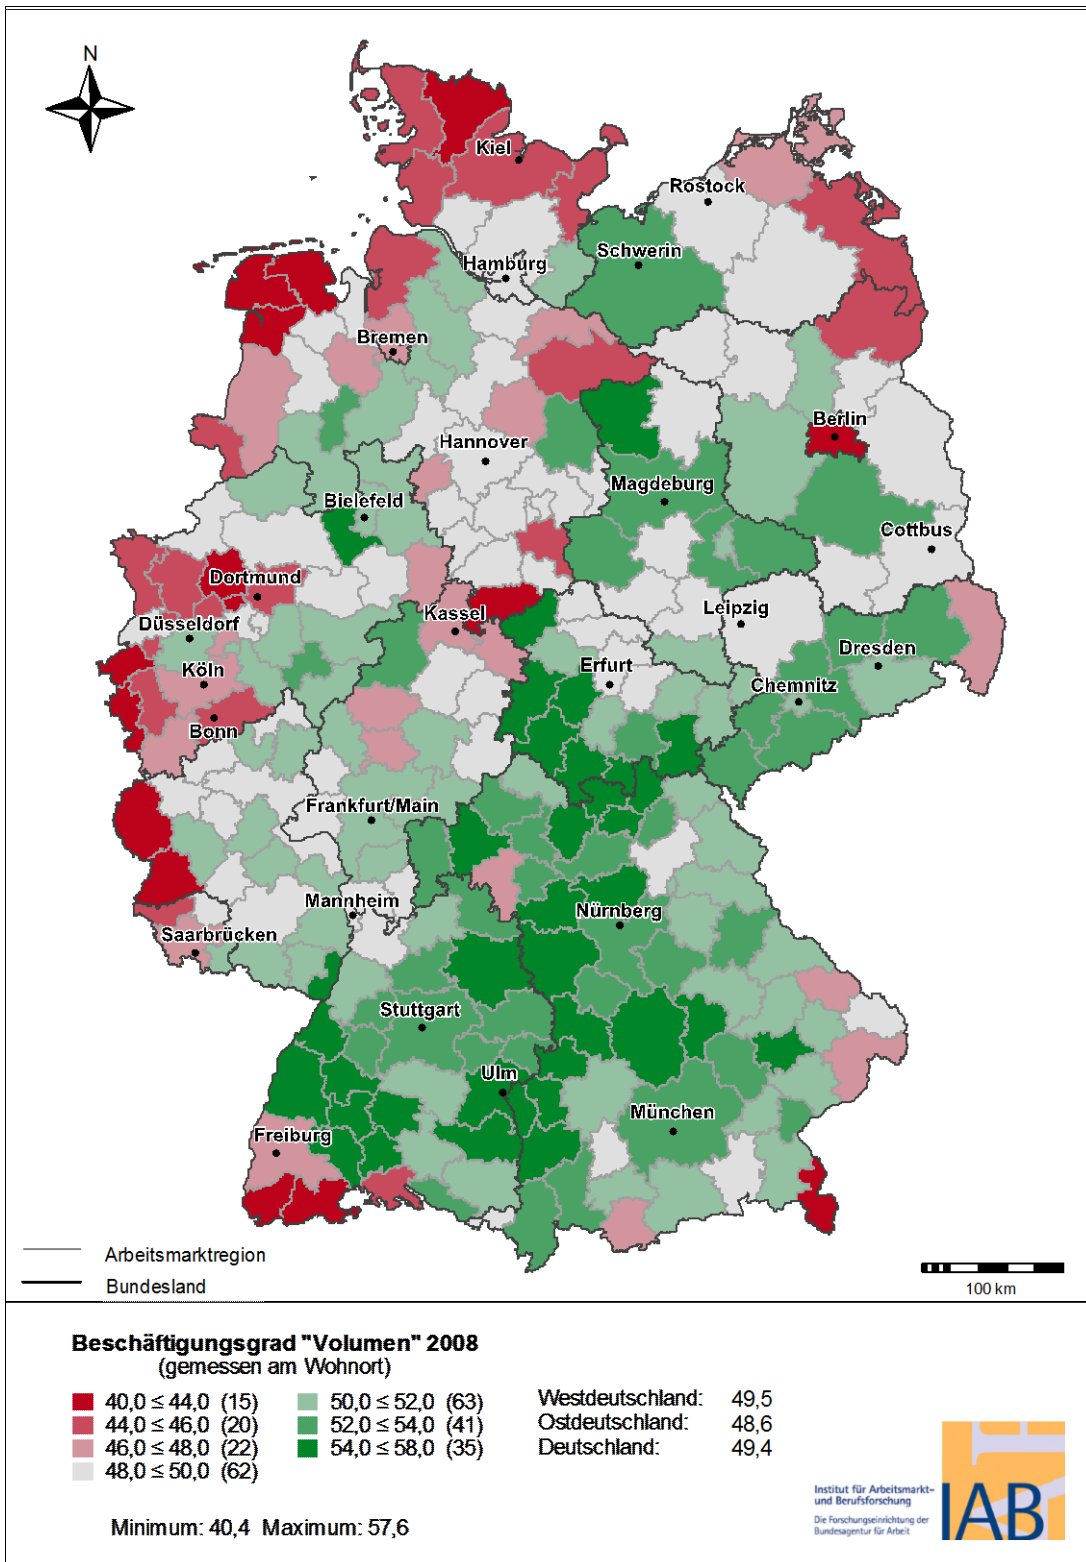 N
Kiel
Rostock
Hamburg
Schwerin
Bremen
Berlin
Hannover
Magdeburg
Bielefeld
Cottbus
Dortmund
Leipzig
Kassel
Düsseldorf
Dresden
Erfurt
Köln
Chemnitz
Bonn
Frankfurt/Main
Mannheim
Nürnberg
Saarbrücken
Stuttgart
Ulm
München
Freiburg
Arbeitsmarktregion
Bundesland
100 km
Beschäftigungsgrad "Volumen" 2008
(gemessen am Wohnort)
40,0 ≤ 44,0 (15)
44,0 ≤ 46,0 (20)
46,0 ≤ 48,0 (22)
48,0 ≤ 50,0 (62)
50,0 ≤ 52,0 (63)
52,0 ≤ 54,0 (41)
54,0 ≤ 58,0 (35)
Westdeutschland: 49,5
Ostdeutschland: 48,6
Deutschland: 49,4
Minimum: 40,4 Maximum: 57,6
Institut für Arbeitsmarkt-
und Berufsforschung
Die Forschungseinrichtung der
Bundesagentur für Arbeit
IAB